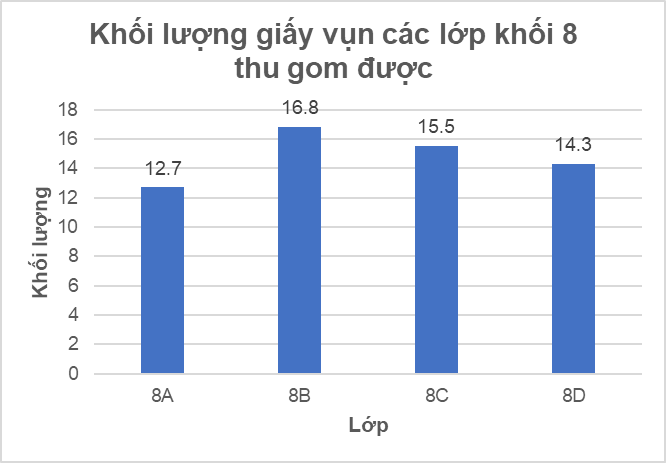 Khối lượng giấy vụn các lớp khối 8
thu gom được
18
16
14
12
10
8
6
4
2
0
Khối lượng
12.7
16.8
15.5
14.3
8A
8B
8C
8D
Lớp